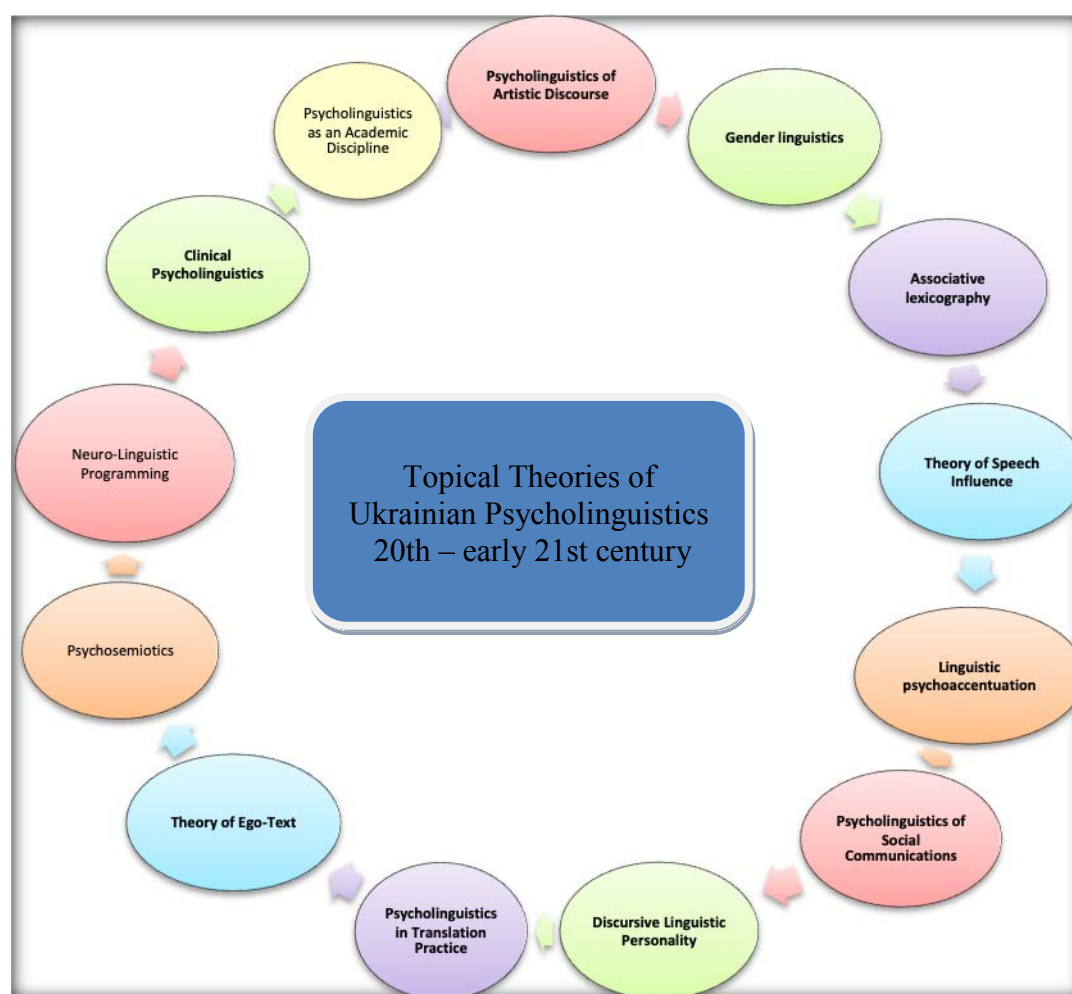 Psycholinguistics of
Artistic Discourse
Gender linguistics
Associative
lexicography
Theory of Speech
Influence
Linguistic
psychoaccentuation
Psycholinguistics of
Social
Communications
Discursive Linguistic
Personality
Psycholinguistics
in Translation
Practice
Theory of Ego-Text
Psychosemiotics
Neuro-Linguistic
Programming
Clinical
Psycholinguistics
Psycholinguistics
as an Academic
Discipline
Topical Theories of
Ukrainian Psycholinguistics
20th – early 21st century